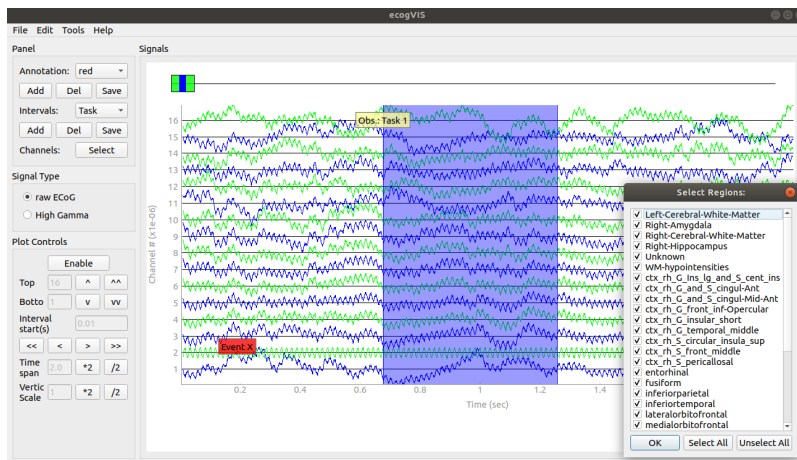 ecogVIS
File Edit Tools Help
Panel
Annotation: red
Add Del Save
Intervals: Task
Add Del Save
Channels: Select
Signal Type
raw ECoG
High Gamma
Plot Controls
Enable
Top 16 ^ ^^
Botto 1 v vv
Interval
start(s) 0.01
<< < > >>
Time
span 2.0 *2 /2
Vertic
Scale 1 *2 /2
Signals
Channel # (x1e-06)
16
15
14
13
12
11
10
9
8
7
6
5
4
3
2
1
Obs.: Task 1
Event X
0.2 0.4 0.6 0.8 1 1.2 1.4
Time (sec)
Select Regions:
Left-Cerebral-White-Matter
Right-Amygdala
Right-Cerebral-White-Matter
Right-Hippocampus
Unknown
WM-hypointensities
ctx_rh_G_Ins_lg_and_S_cent_ins
ctx_rh_G_and_S_cingul-Ant
ctx_rh_G_and_S_cingul-Mid-Ant
ctx_rh_G_front_inf-Opercular
ctx_rh_G_insular_short
ctx_rh_G_temporal_middle
ctx_rh_S_circular_insula_sup
ctx_rh_S_front_middle
ctx_rh_S_pericallosal
entorhinal
fusiform
inferiorparietal
inferiortemporal
lateralorbitofrontal
medialorbitofrontal
OK Select All Unselect All